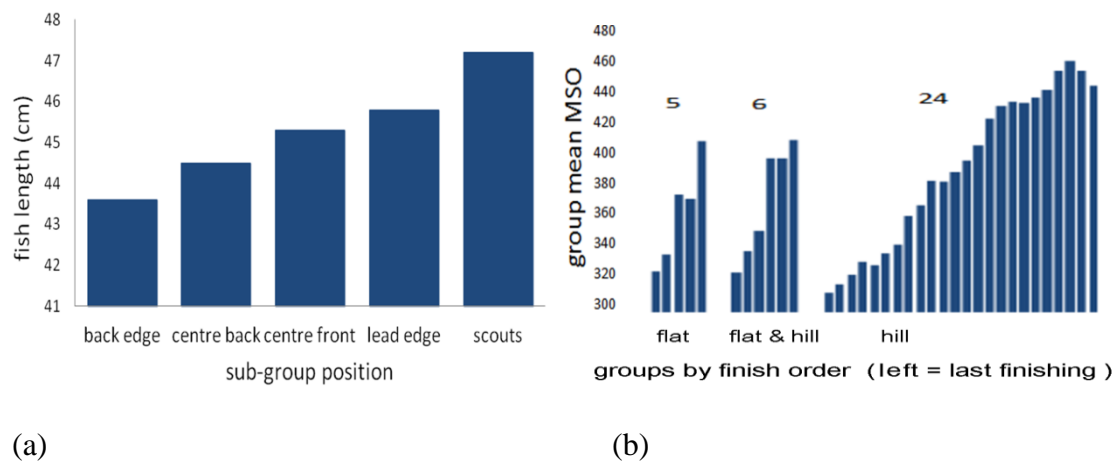 48
47
46
45
44
43
42
41
fish length (cm)
back edge centre back centre front lead edge scouts
sub-group position
480
460
440
420
400
380
360
340
320
300
group mean MSO
5 6 24
flat flat & hill hill
groups by finish order (left = last finishing )
(a) (b)